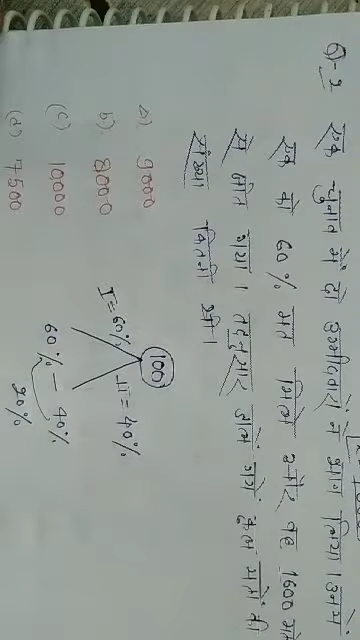 Q-2 एक चुनाव में दो उम्मीदवारों ने भाग लिया। उनमें
एक को 60% मत मिले और वह 1600 मतों
से जीत गया। तदनुसार डाले गये कुल मतों की
संख्या कितनी थी।
a). 9000
b). 8000
(c). 10000
(d) 7500
100
I = 60%
II = 40%
60% - 40%
20%